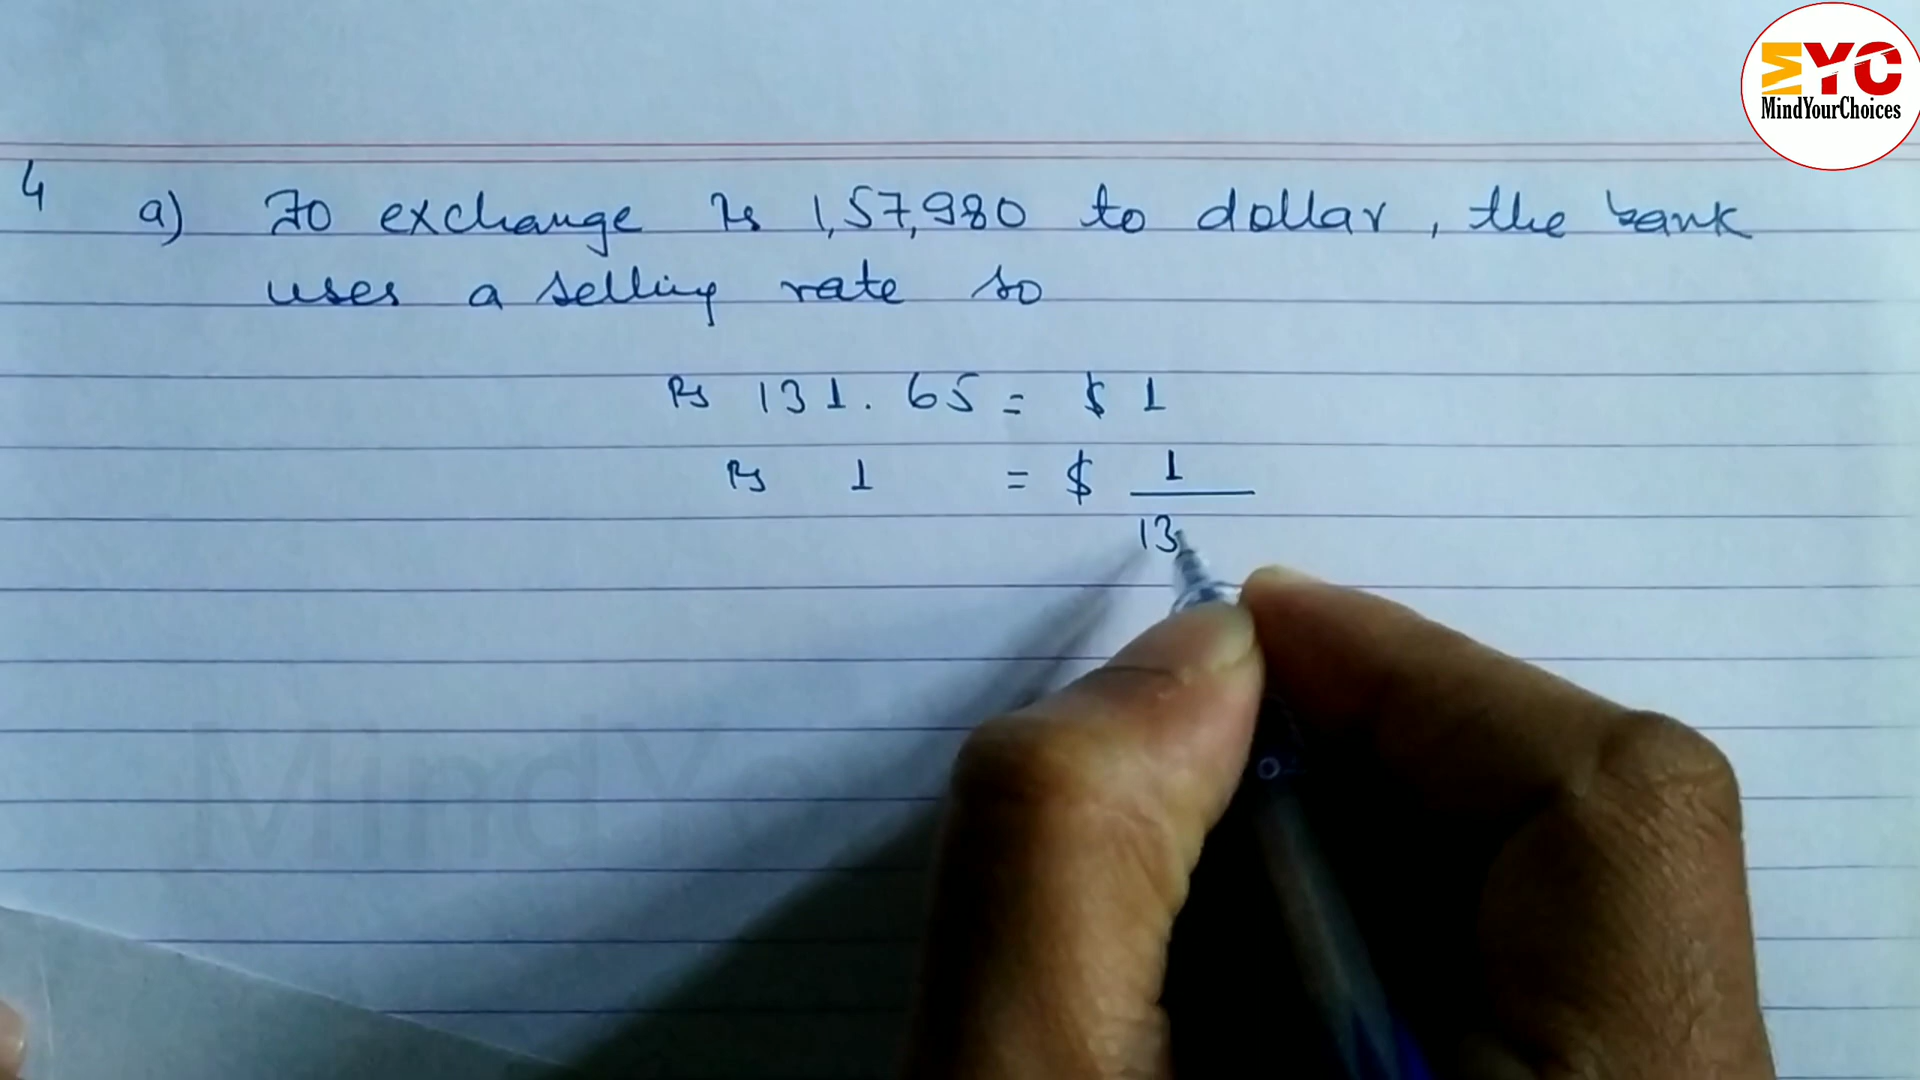 MYC
MindYourChoices
4 a) To exchange Rs 1,57,980 to dollar, the bank
uses a selling rate so
Rs 131.65 = $ 1
Rs 1 = $ 1
13
MindYo